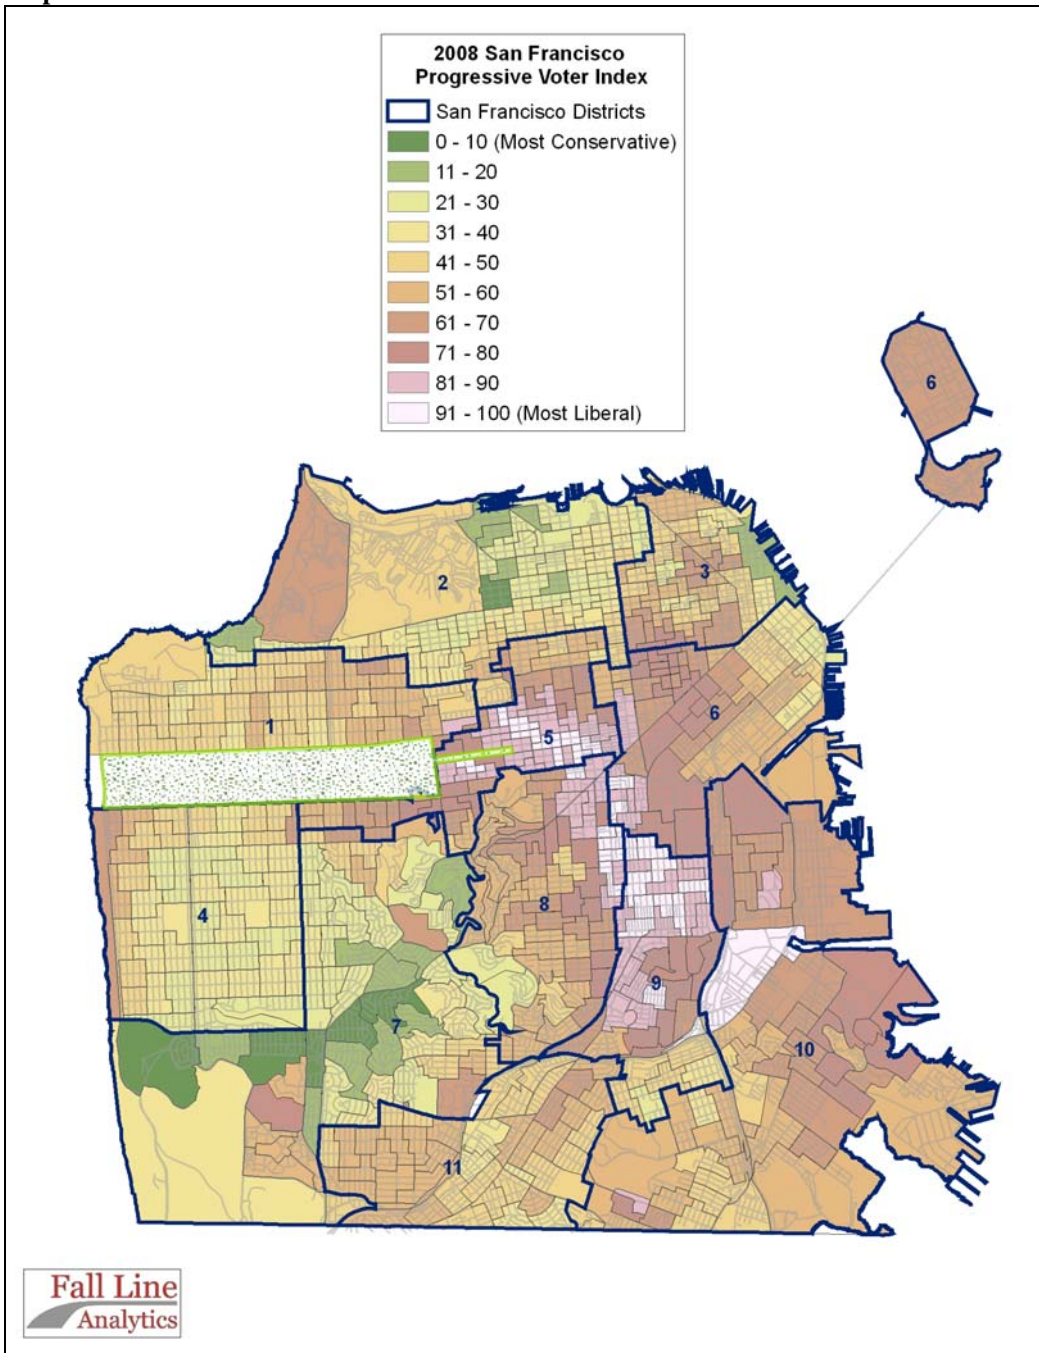 2008 San Francisco
Progressive Voter Index
San Francisco Districts
0 - 10 (Most Conservative)
11 - 20
21 - 30
31 - 40
41 - 50
51 - 60
61 - 70
71 - 80
81 - 90
91 - 100 (Most Liberal)
6
2
3
1
6
5
4
8
9
7
10
11
Fall Line
Analytics